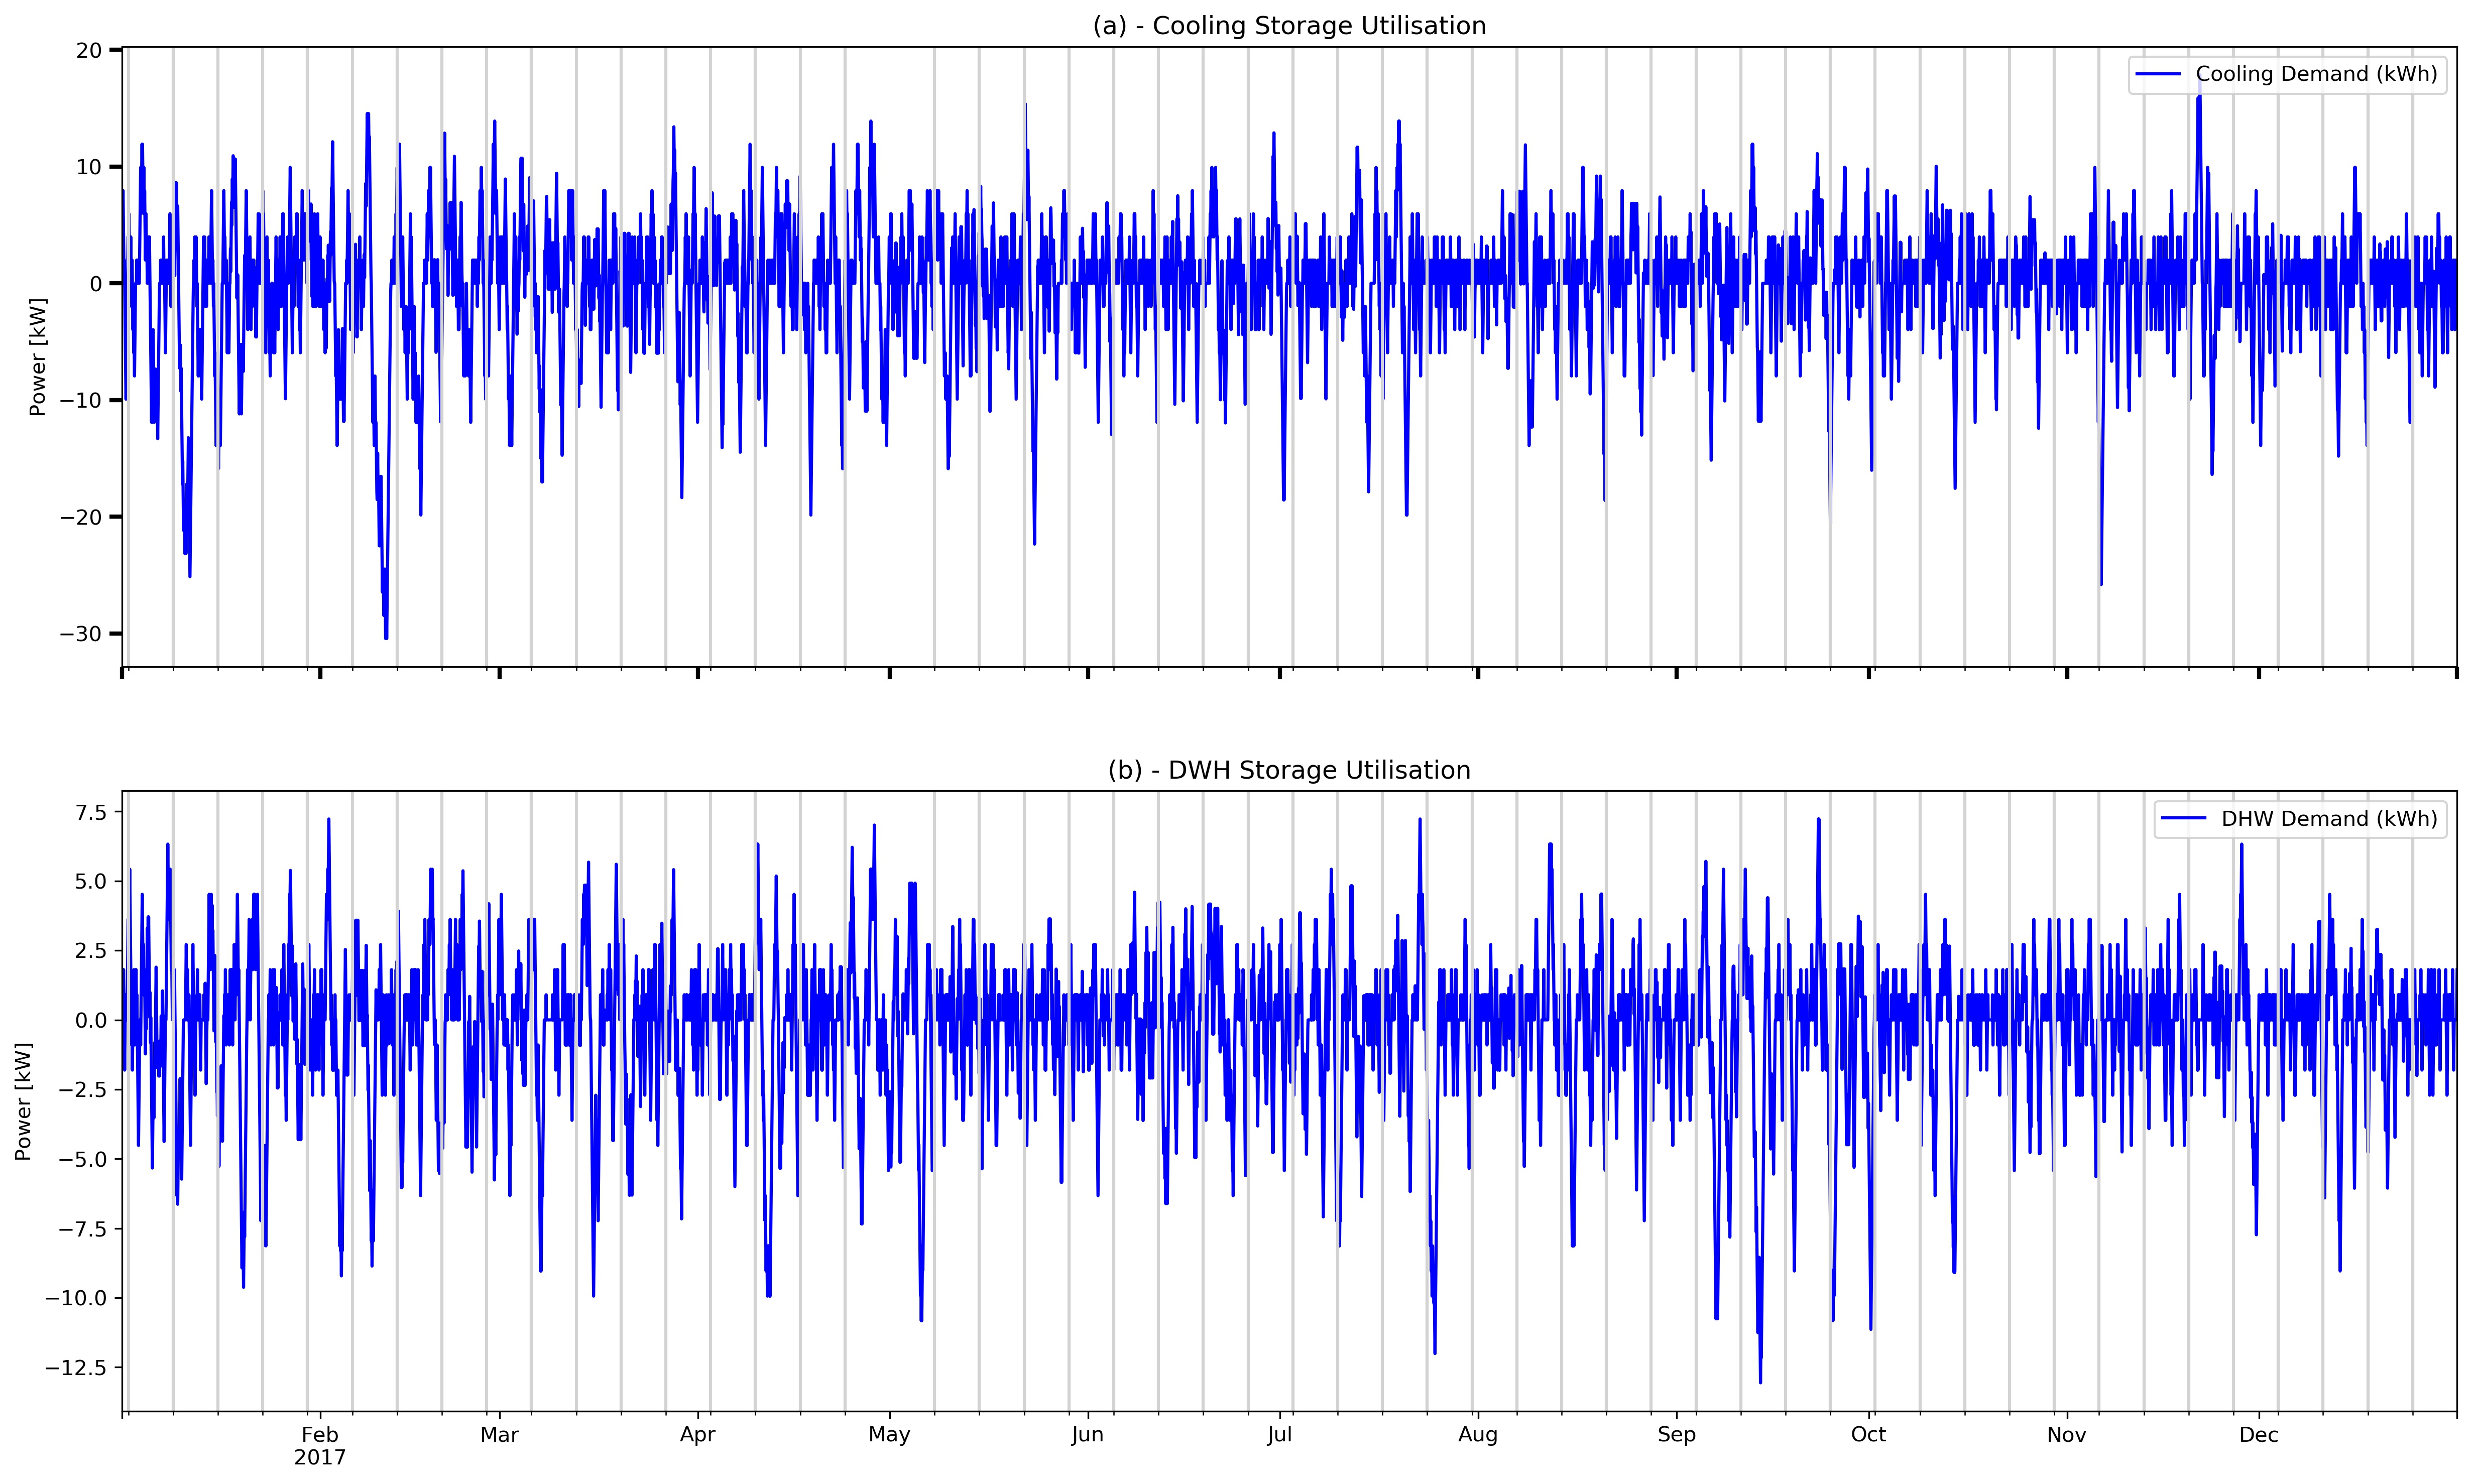 (a) - Cooling Storage Utilisation
20
10
0
−10
−20
−30
Power [kW]
Cooling Demand (kWh)
(b) - DWH Storage Utilisation
7.5
5.0
2.5
0.0
−2.5
−5.0
−7.5
−10.0
−12.5
Power [kW]
DHW Demand (kWh)
Feb Mar Apr May Jun Jul Aug Sep Oct Nov Dec
2017